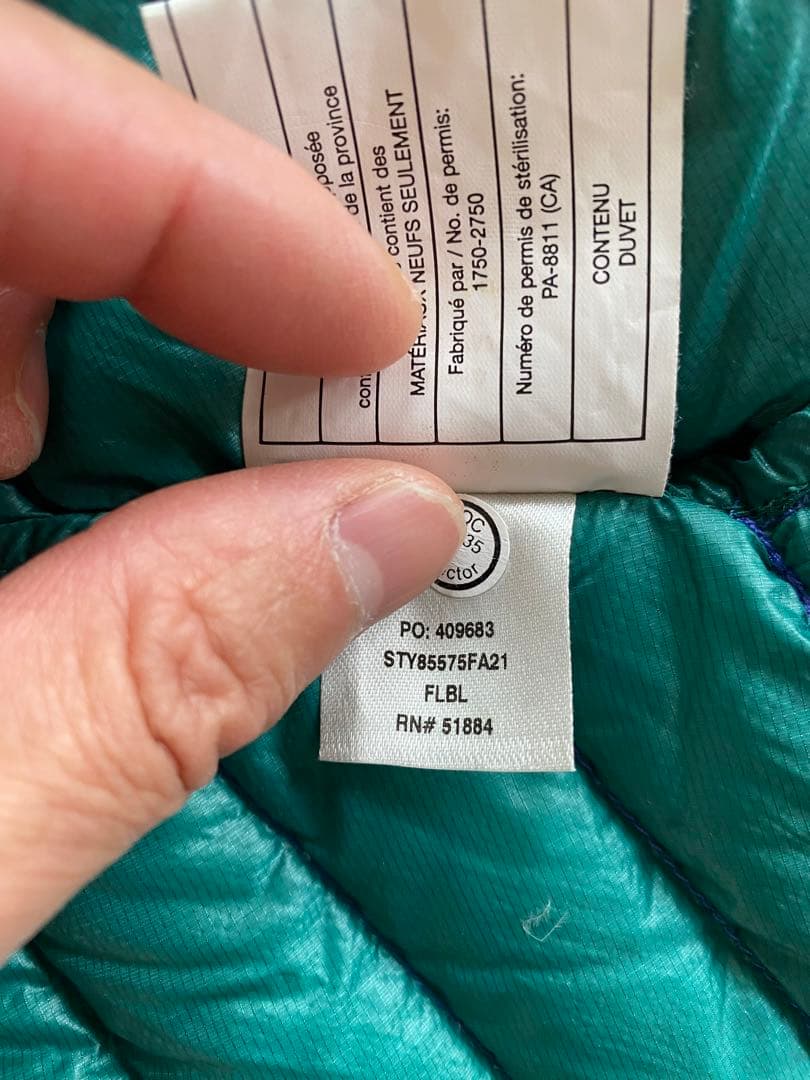 posée
de la province
contient des
NEUFS SEULEMENT
Fabriqué par / No. de permis:
1750-2750
Numéro de permis de stérilisation:
PA-8811 (CA)
CONTENU
DUVET
35
PO: 409683
STY85575FA21
FLBL
RN# 51884